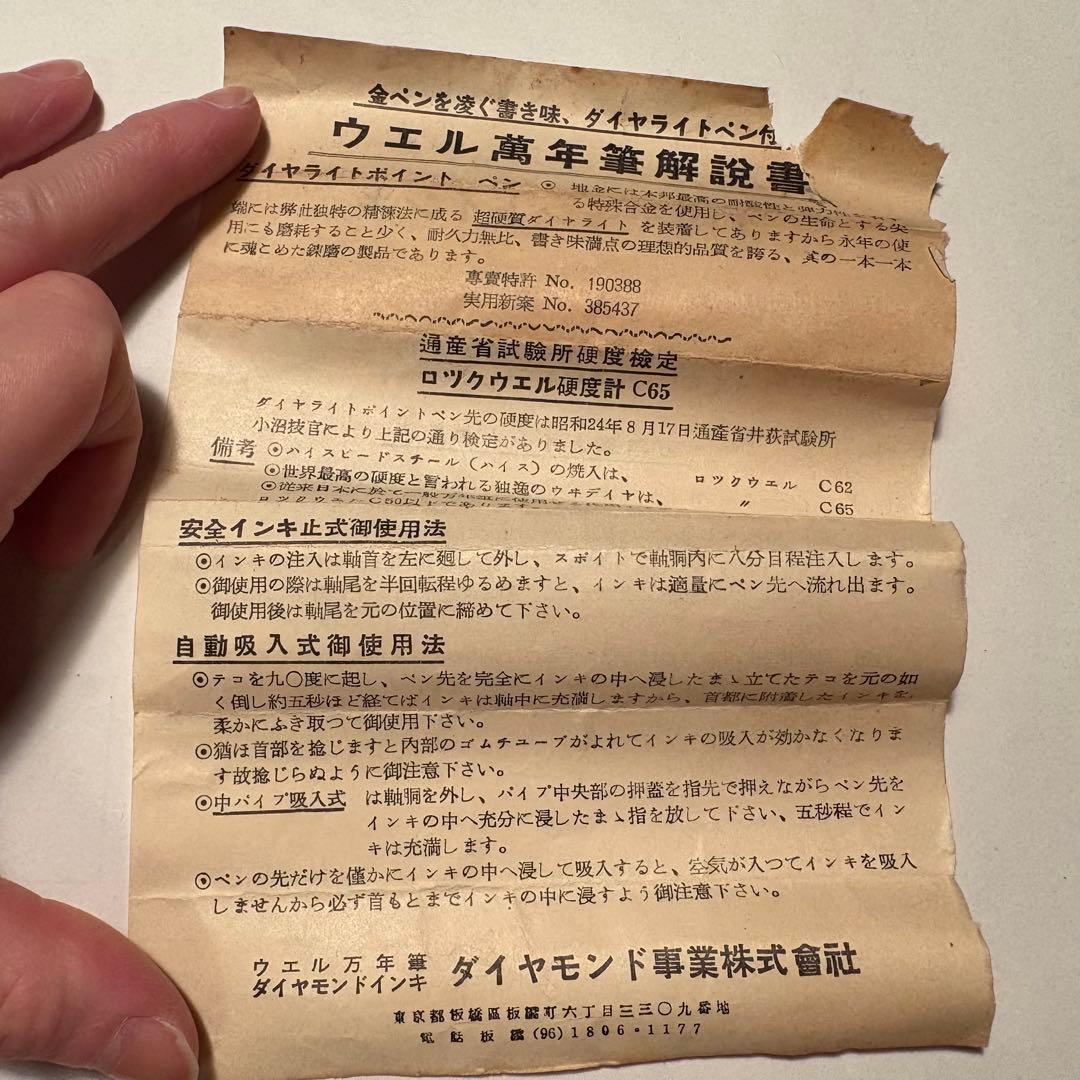 金ペンを凌ぐ書き味、ダイヤライトペン付
ウエル萬年筆解説書
ダイヤライトポイント ペン ◉ 地金には本邦最高の耐酸性と弾力性
る特殊合金を使用し、ペンの生命とする尖
端には弊社独特の精錬法に成る 超硬質ダイヤライト を装着してありますから永年の使
用にも磨耗すること少く、耐久力無比、書き味満点の理想的品質を誇る、其の一本一本
に魂こめた錬磨の製品であります。
専賣特許 No. 190388
実用新案 No. 385437
通産省試験所硬度検定
ロツクウエル硬度計 C65
ダイヤライトポイントペン先の硬度は昭和24年8月17日通産省井荻試験所
小沼技官により上記の通り検定がありました。
備考 ◉ハイスピードスチール(ハイス)の焼入は、 ロツクウエル C62
◉世界最高の硬度と言われる独逸のウヰデイヤは、 〃 C65
◉従来日本に於て一般万年筆に使用
ロツクウエルC50以下であります
安全インキ止式御使用法
◉インキの注入は軸首を左に廻して外し、スポイトで軸胴内に八分目程注入します。
◉御使用の際は軸尾を半回転程ゆるめますと、インキは適量にペン先へ流れ出ます。
御使用後は軸尾を元の位置に締めて下さい。
自動吸入式御使用法
◉テコを九〇度に起し、ペン先を完全にインキの中へ浸したまゝ立てたテコを元の如
く倒し約五秒ほど経てばインキは軸中に充満しますから、首都に附着したインキを
柔かにふき取つて御使用下さい。
◉猶ほ首部を捻じますと内部のゴムチユーブがよれてインキの吸入が効かなくなりま
す故捻じらぬように御注意下さい。
◉中パイプ吸入式 は軸胴を外し、パイプ中央部の押蓋を指先で押えながらペン先を
インキの中へ充分に浸したまゝ指を放して下さい、五秒程でイン
キは充満します。
◉ペンの先だけを僅かにインキの中へ浸して吸入すると、空気が入つてインキを吸入
しませんから必ず首もとまでインキの中に浸すよう御注意下さい。
ウエル万年筆
ダイヤモンドインキ ダイヤモンド事業株式會社
東京都板橋區板橋町六丁目三三〇九番地
電話板橋(96)1806・1177